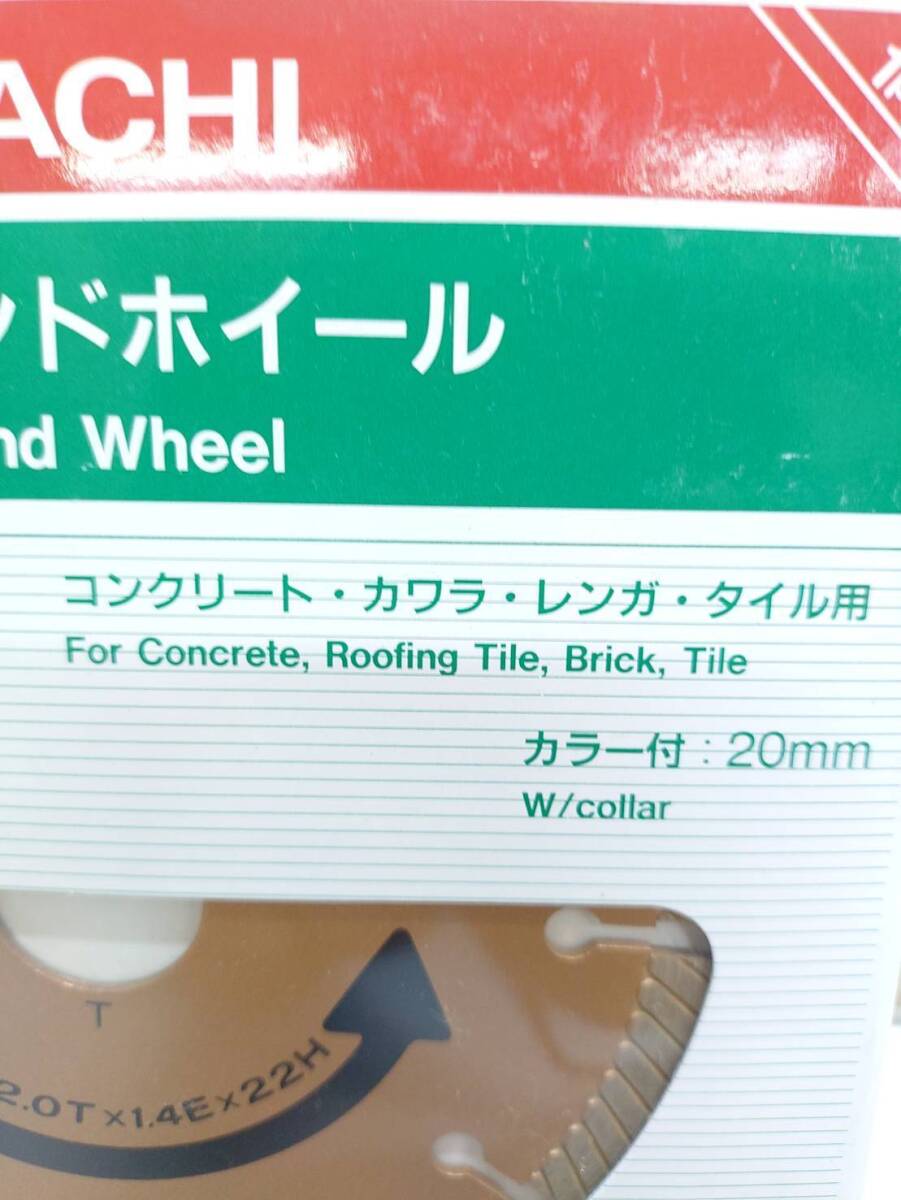 ACHI
ンドホイール
nd Wheel
コンクリート・カワラ・レンガ・タイル用
For Concrete, Roofing Tile, Brick, Tile
カラー付 : 20mm
W/collar
T
2.0T×1.4E×22H